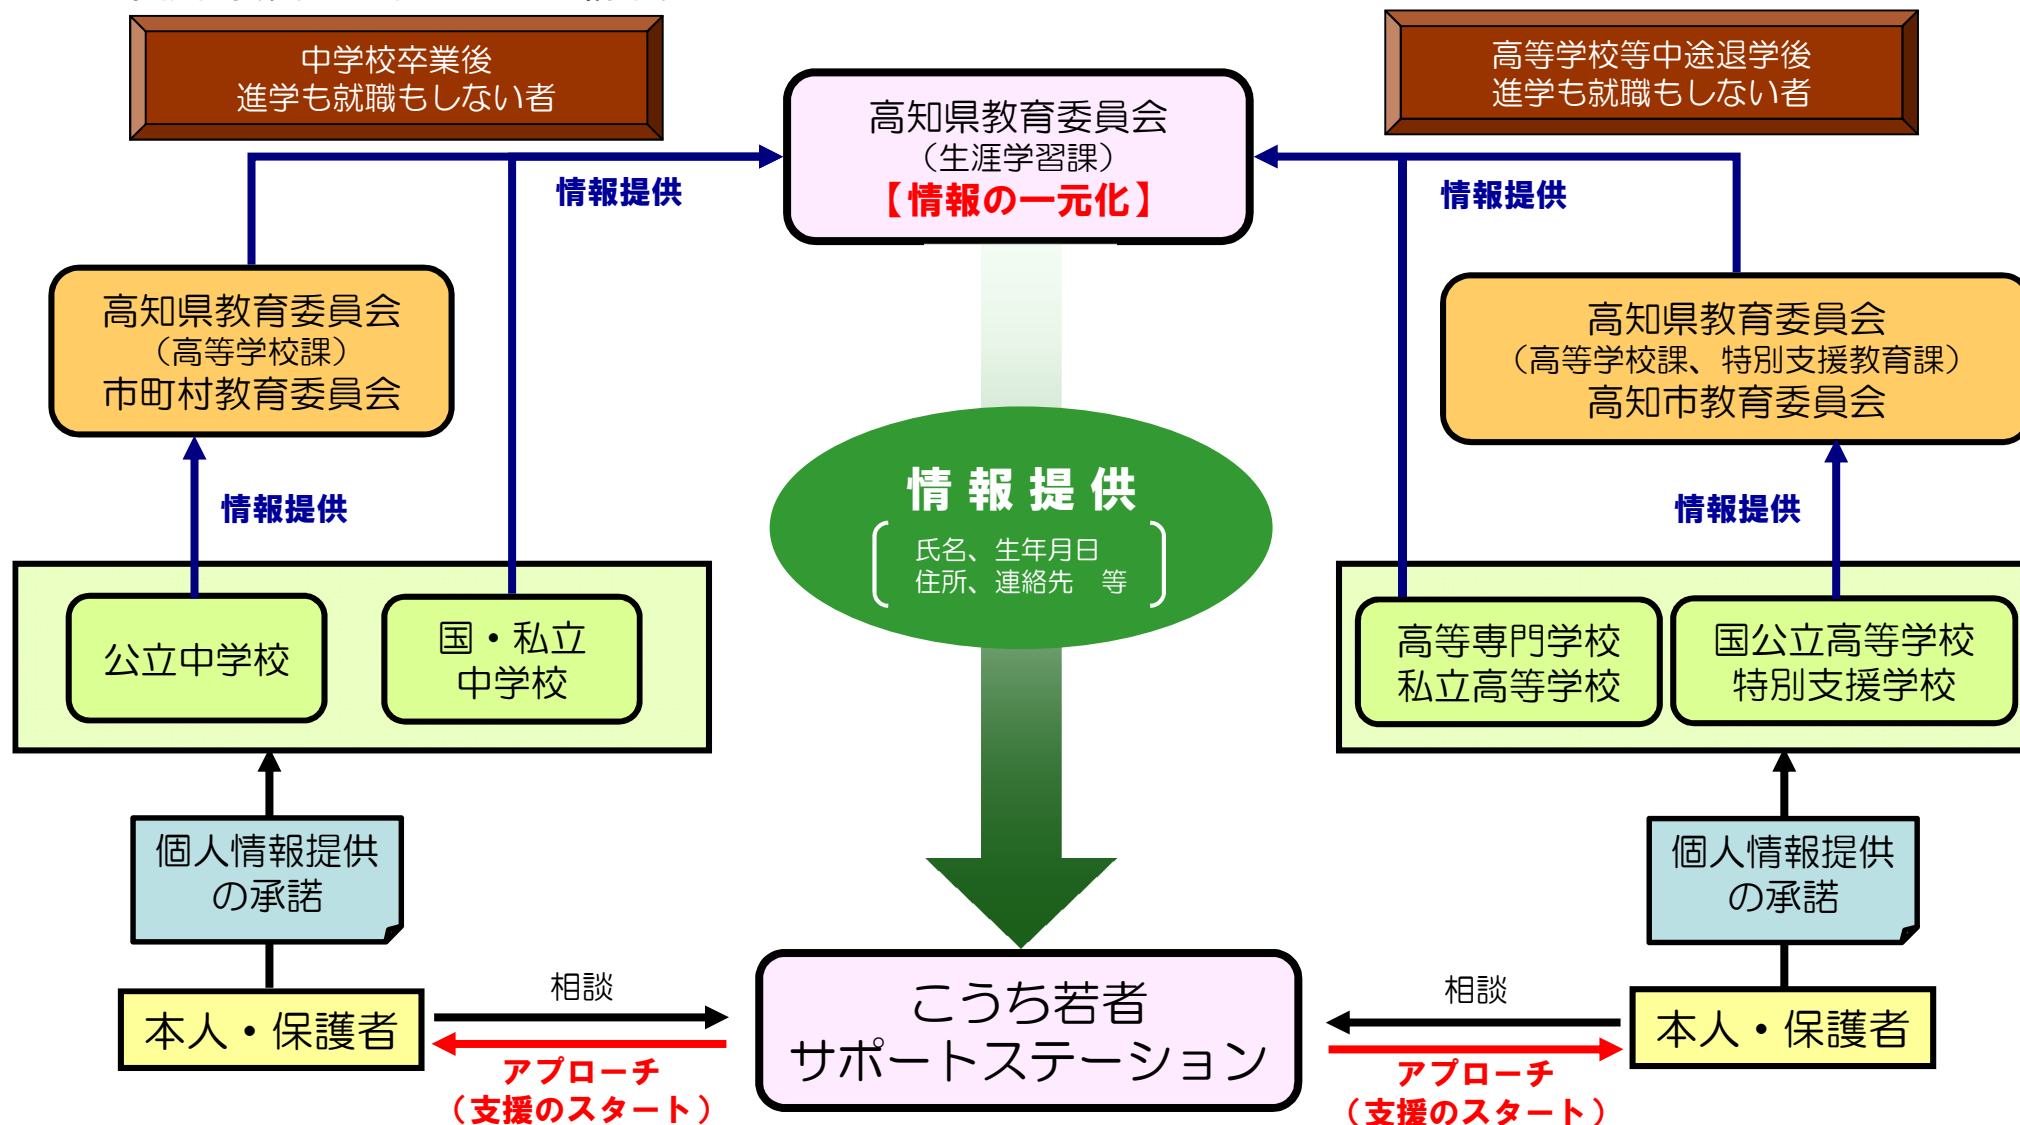 中学校卒業後
進学も就職もしない者
高等学校等中途退学後
進学も就職もしない者
高知県教育委員会
（生涯学習課）
【情報の一元化】
情報提供
情報提供
高知県教育委員会
（高等学校課）
市町村教育委員会
高知県教育委員会
（高等学校課、特別支援教育課）
高知市教育委員会
情報提供
情報提供
情報提供
氏名、生年月日
住所、連絡先　等
公立中学校
国・私立
中学校
高等専門学校
私立高等学校
国公立高等学校
特別支援学校
個人情報提供
の承諾
個人情報提供
の承諾
本人・保護者
相談
アプローチ
（支援のスタート）
こうち若者
サポートステーション
相談
アプローチ
（支援のスタート）
本人・保護者